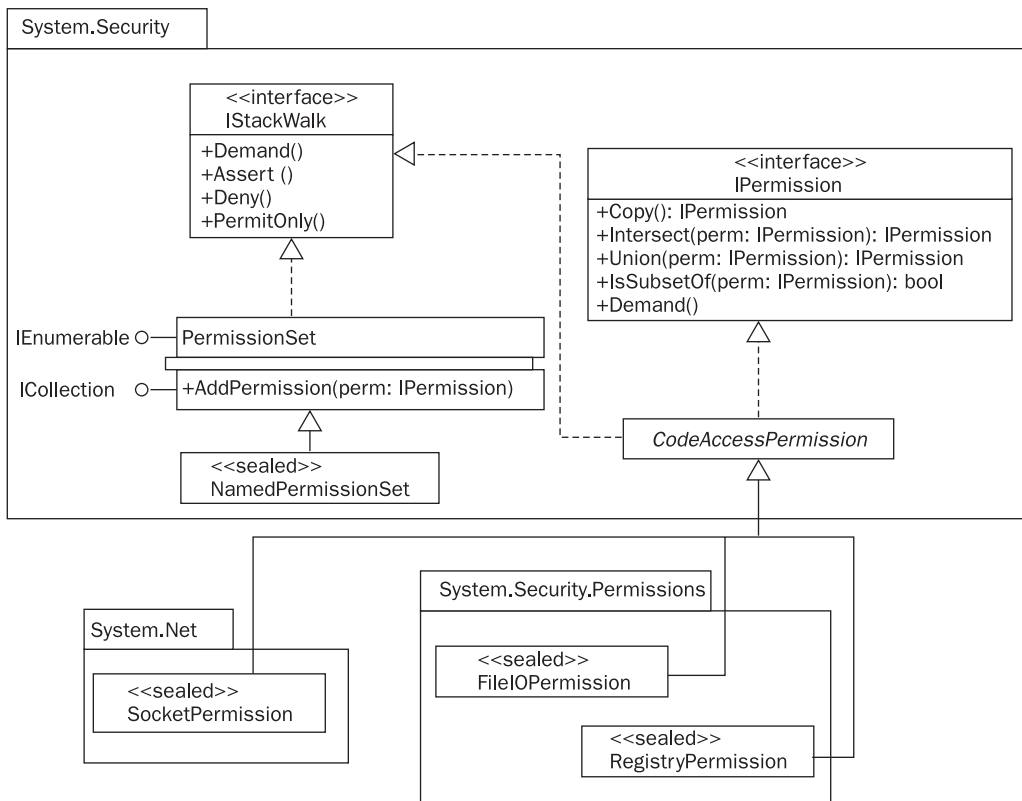 System.Security
<<interface>>
IStackWalk
+Demand()
+Assert ()
+Deny()
+PermitOnly()
<<interface>>
IPermission
+Copy(): IPermission
+Intersect(perm: IPermission): IPermission
+Union(perm: IPermission): IPermission
+IsSubsetOf(perm: IPermission): bool
+Demand()
IEnumerable
PermissionSet
ICollection
+AddPermission(perm: IPermission)
<<sealed>>
NamedPermissionSet
CodeAccessPermission
System.Net
<<sealed>>
SocketPermission
System.Security.Permissions
<<sealed>>
FileIOPermission
<<sealed>>
RegistryPermission